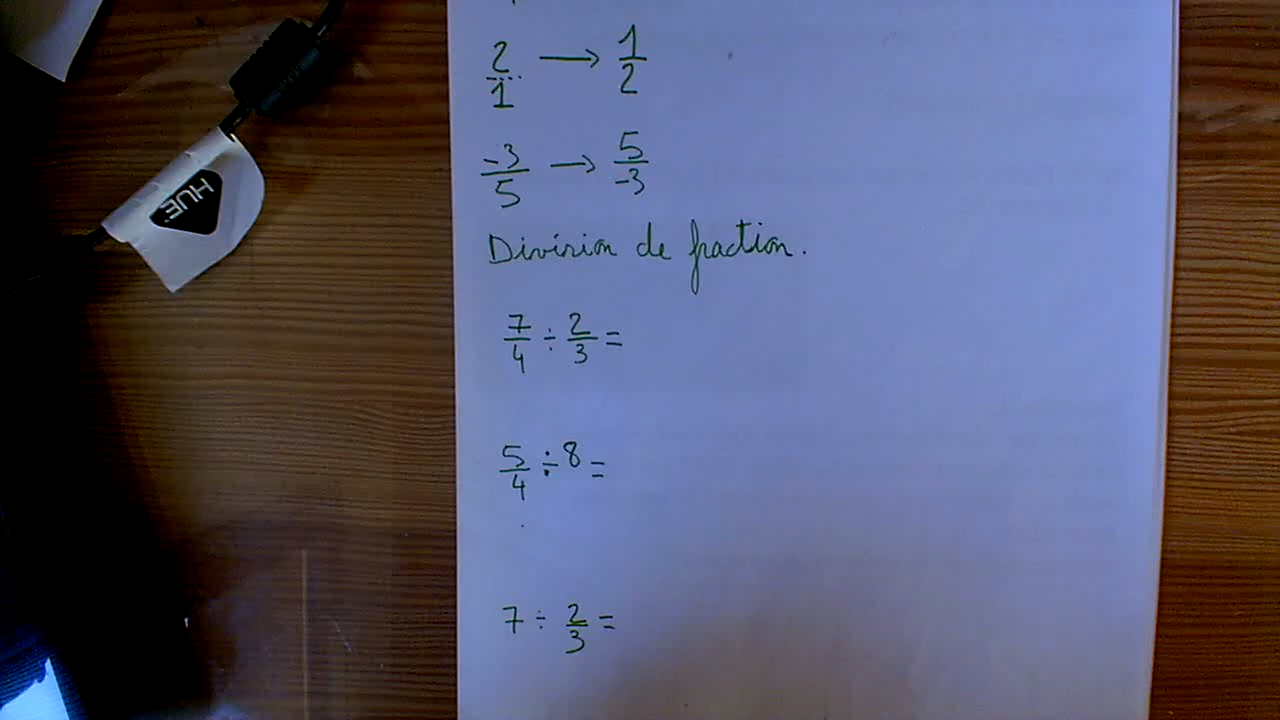 2/1 → 1/2
-3/5 → 5/-3
Division de fraction.
7/4 ÷ 2/3 =
5/4 ÷ 8 =
7 ÷ 2/3 =
HUE